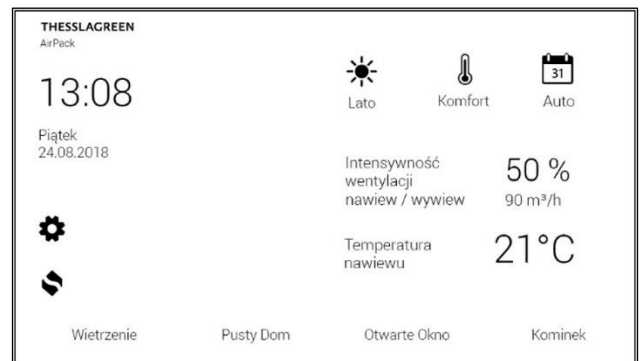 THESSLAGREEN
AirPack
13:08
Piątek
24.08.2018
Lato
Komfort
31
Auto
Intensywność
wentylacji
nawiew / wywiew
50 %
90 m³/h
Temperatura
nawiewu
21°C
Wietrzenie
Pusty Dom
Otwarte Okno
Kominek